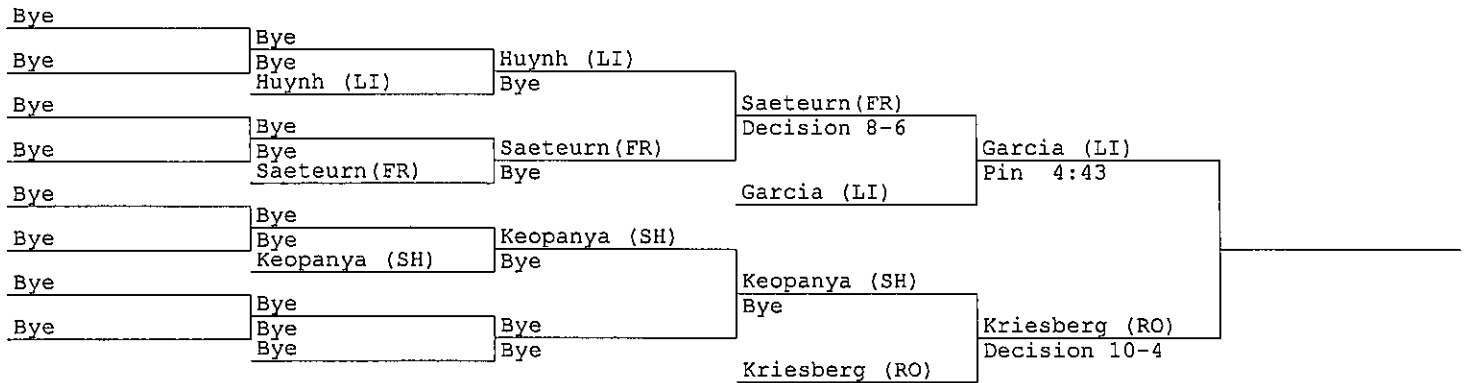 Bye
Bye
Bye
Bye
Bye
Bye
Bye
Bye
Bye
Bye
Huynh (LI)
Bye
Bye
Saeteurn(FR)
Bye
Bye
Keopanya (SH)
Bye
Bye
Bye
Huynh (LI)
Bye
Saeteurn(FR)
Bye
Keopanya (SH)
Bye
Bye
Bye
Saeteurn(FR)
Decision 8-6
Garcia (LI)
Keopanya (SH)
Bye
Kriesberg (RO)
Garcia (LI)
Pin 4:43
Kriesberg (RO)
Decision 10-4